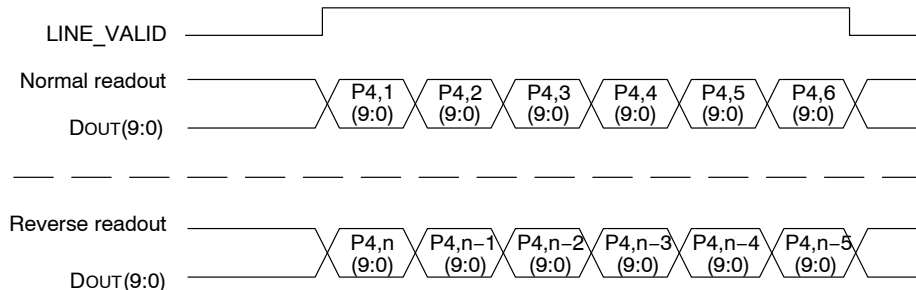 LINE_VALID
Normal readout
P4,1 P4,2 P4,3 P4,4 P4,5 P4,6
(9:0) (9:0) (9:0) (9:0) (9:0) (9:0)
DOUT(9:0)
Reverse readout
P4,n P4,n−1 P4,n−2 P4,n−3 P4,n−4 P4,n−5
(9:0) (9:0) (9:0) (9:0) (9:0) (9:0)
DOUT(9:0)